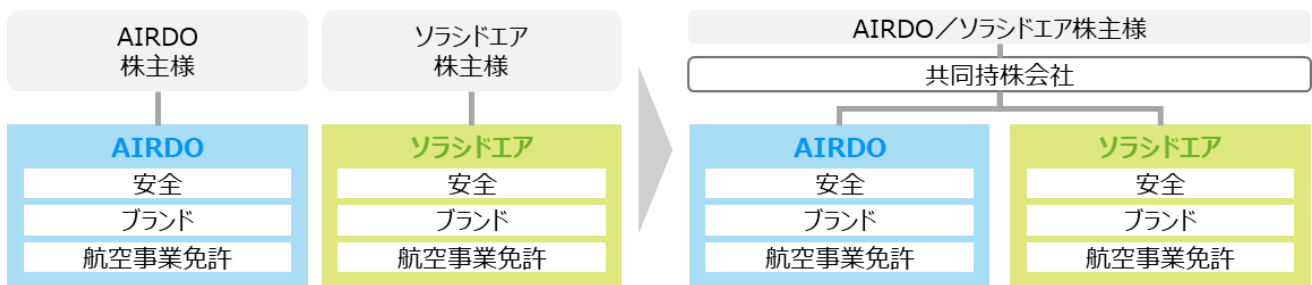 AIRDO
株主様
ソラシドエア
株主様
AIRDO
安全
ブランド
航空事業免許
ソラシドエア
安全
ブランド
航空事業免許
AIRDO／ソラシドエア株主様
共同持株会社
AIRDO
安全
ブランド
航空事業免許
ソラシドエア
安全
ブランド
航空事業免許